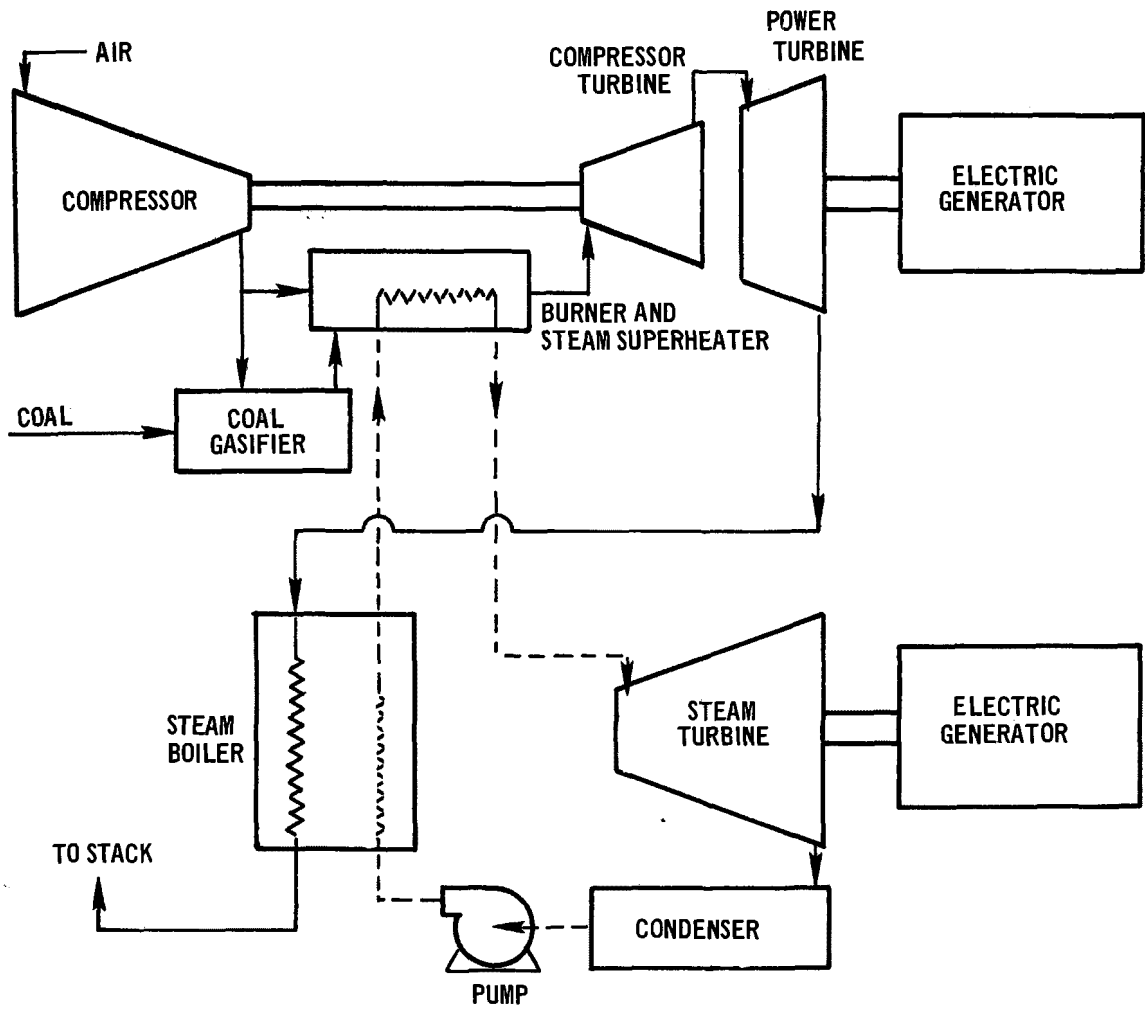 AIR
COMPRESSOR
TURBINE
POWER
TURBINE
COMPRESSOR
ELECTRIC
GENERATOR
BURNER AND
STEAM SUPERHEATER
COAL
COAL
GASIFIER
STEAM
BOILER
STEAM
TURBINE
ELECTRIC
GENERATOR
TO STACK
CONDENSER
PUMP